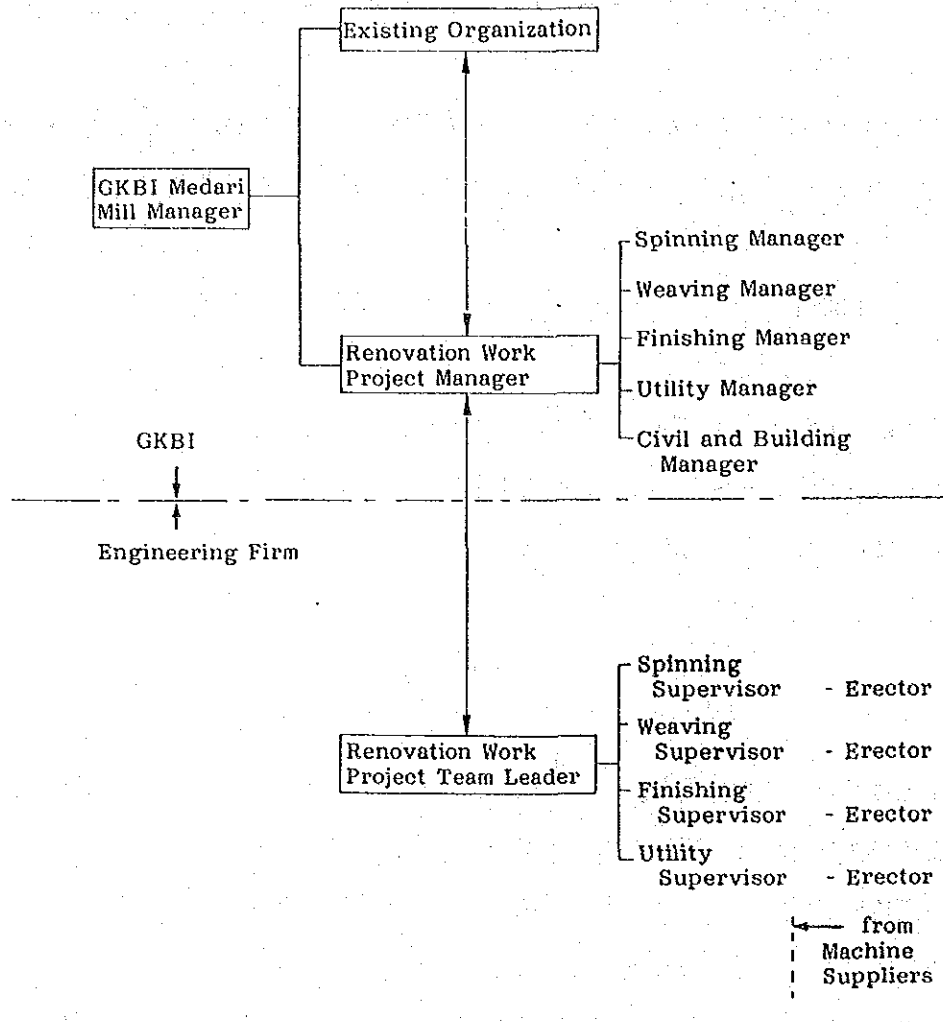 Existing Organization
GKBI Medari
Mill Manager
Renovation Work
Project Manager
Spinning Manager
Weaving Manager
Finishing Manager
Utility Manager
Civil and Building
Manager
GKBI
Engineering Firm
Renovation Work
Project Team Leader
Spinning
Supervisor - Erector
Weaving
Supervisor - Erector
Finishing
Supervisor - Erector
Utility
Supervisor - Erector
from
Machine
Suppliers